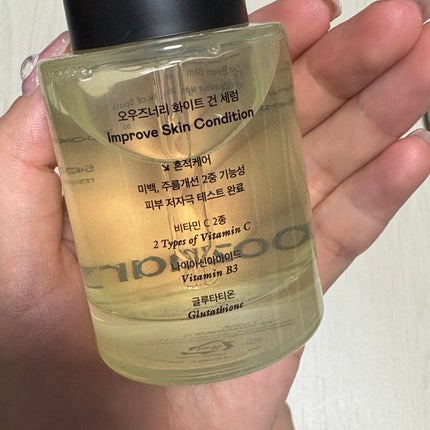 오우즈너리 화이트 건 세럼
Improve Skin Condition
↘ 흔적케어
미백, 주름개선 2중 기능성
피부 저자극 테스트 완료
비타민 C 2종
2 Types of Vitamin C
나이아신아마이드
Vitamin B3
글루타티온
Glutathione